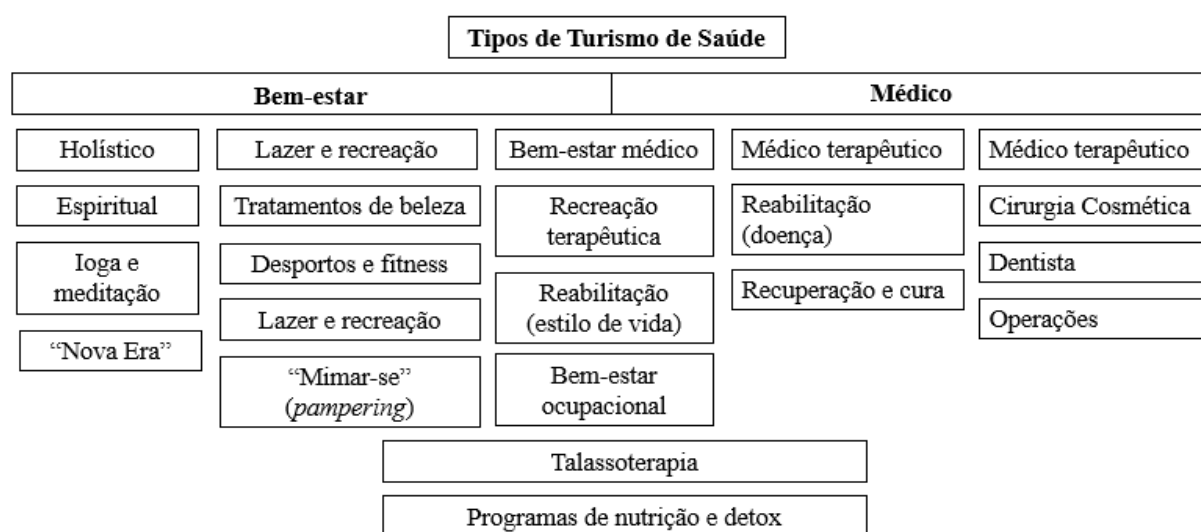 Tipos de Turismo de Saúde
Bem-estar
Médico
Holístico
Espiritual
Ioga e
meditação
“Nova Era”
Lazer e recreação
Tratamentos de beleza
Desportos e fitness
Lazer e recreação
“Mimar-se”
(pampering)
Bem-estar médico
Recreação
terapêutica
Reabilitação
(estilo de vida)
Bem-estar
ocupacional
Médico terapêutico
Reabilitação
(doença)
Recuperação e cura
Médico terapêutico
Cirurgia Cosmética
Dentista
Operações
Talassoterapia
Programas de nutrição e detox